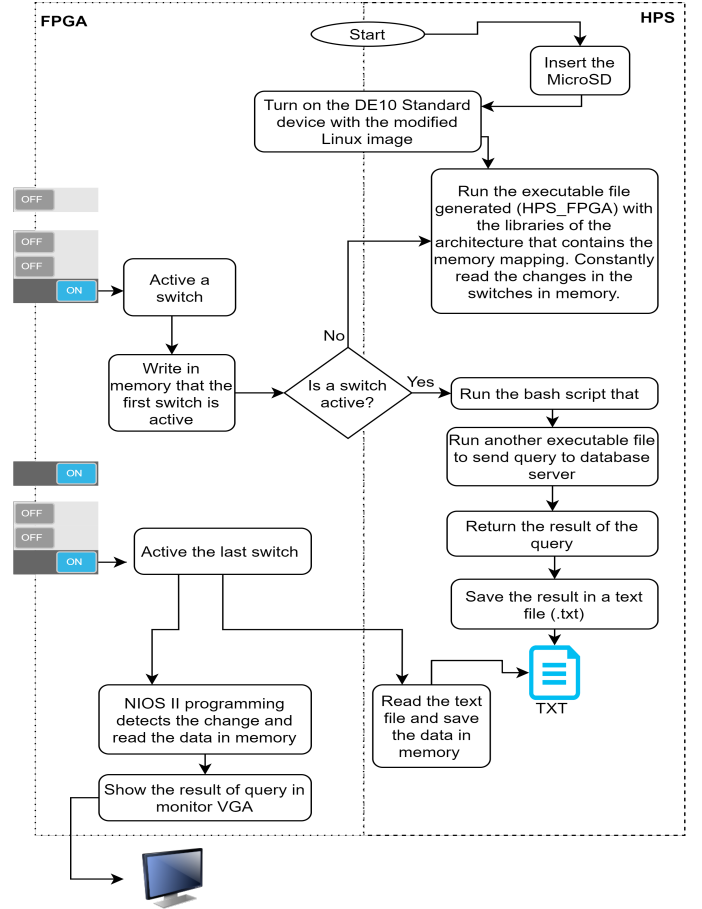 FPGA
HPS
Start
Insert the
MicroSD
Turn on the DE10 Standard
device with the modified
Linux image
Run the executable file
generated (HPS_FPGA) with
the libraries of the
architecture that contains the
memory mapping. Constantly
read the changes in the
switches in memory.
OFF
OFF
OFF
ON
Active a
switch
Write in
memory that the
first switch is
active
No
Is a switch
active?
Yes
Run the bash script that
Run another executable file
to send query to database
server
Return the result of the
query
Save the result in a text
file (.txt)
TXT
ON
OFF
OFF
ON
Active the last switch
NIOS II programming
detects the change and
read the data in memory
Read the text
file and save
the data in
memory
Show the result of query in
monitor VGA